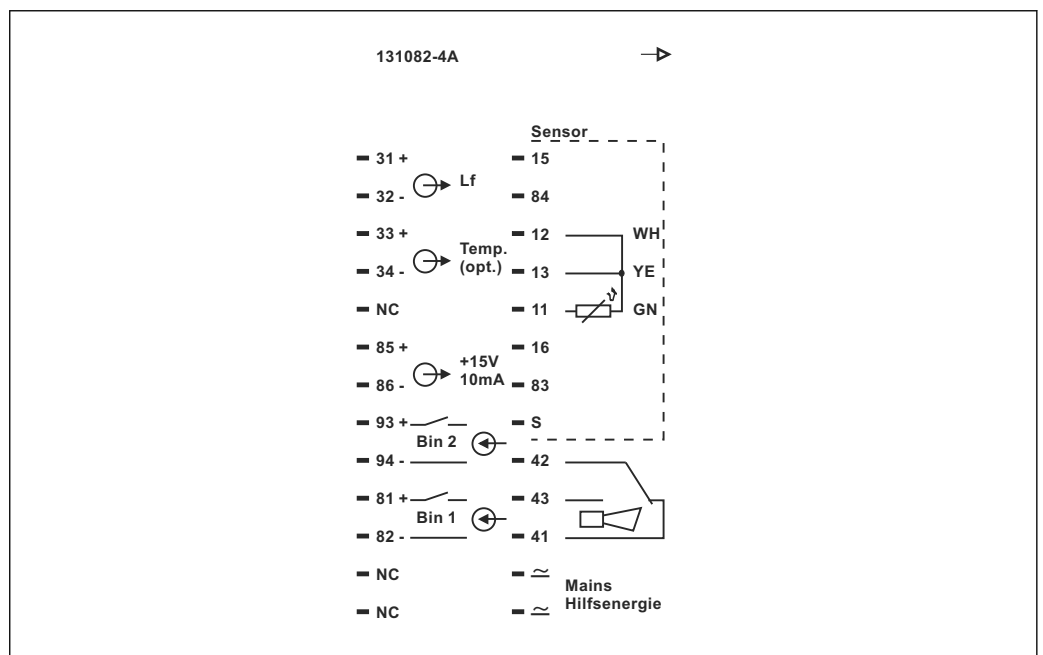 131082-4A
Sensor
31 + 15
Lf
32 - 84
33 + 12 WH
Temp.
(opt.)
34 - 13 YE
NC 11 GN
85 + 16
+15V
10mA
86 - 83
93 + S
Bin 2
94 - 42
81 + 43
Bin 1
82 - 41
NC ≃
Mains
Hilfsenergie
NC ≃